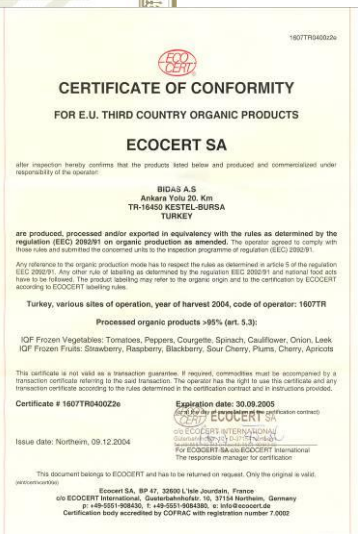 1607TR0400z2e
ECO
CERT
CERTIFICATE OF CONFORMITY
FOR E.U. THIRD COUNTRY ORGANIC PRODUCTS
ECOCERT SA
after inspection hereby confirms that the products listed below and produced and commercialized under
responsibility of the operator:
BIDAS A.S
Ankara Yolu 20. Km
TR-16450 KESTEL-BURSA
TURKEY
are produced, processed and/or exported in equivalency with the rules as determined by the
regulation (EEC) 2092/91 on organic production as amended. The operator agreed to comply with
those rules and submitted the concerned units to the inspection programme of regulation (EEC) 2092/91.
Any reference to the organic production mode has to respect the rules as determined in article 5 of the regulation
EEC 2092/91. Any other rule of labelling as determined by the regulation EEC 2092/91 and national food acts
have to be followed. The product labelling may refer to the organic origin and to the certification by ECOCERT
according to ECOCERT labelling rules.
Turkey, various sites of operation, year of harvest 2004, code of operator: 1607TR
Processed organic products >95% (art. 5.3):
IQF Frozen Vegetables: Tomatoes, Peppers, Courgette, Spinach, Cauliflower, Onion, Leek
IQF Frozen Fruits: Strawberry, Raspberry, Blackberry, Sour Cherry, Plums, Cherry, Apricots
This certificate is not valid as a transaction guarantee. If required, commodities must be accompanied by a
transaction certificate referring to the said transaction. The operator has the right to use this certificate and any
transaction certificate according to the rules determined in the certification contract and in instructions provided.
Certificate # 1607TR0400Z2e
Expiration date: 30.09.2005
certification contract)
ECOCERT SA
c/o ECOCERT INTERNATIONAL
Issue date: Northeim, 09.12.2004
For ECOCERT SA c/o ECOCERT International
The responsible manager for certification
This document belongs to ECOCERT and has to be returned on request. Only the original is valid.
Ecocert SA, BP 47, 32600 L'Isle Jourdain, France
c/o ECOCERT International, Gueterbahnhofstr. 10, 37154 Northeim, Germany
p: +49-5551-908430, f: +49-5551-9084380, e: info@ecocert.de
Certification body accredited by COFRAC with registration number 7.0002